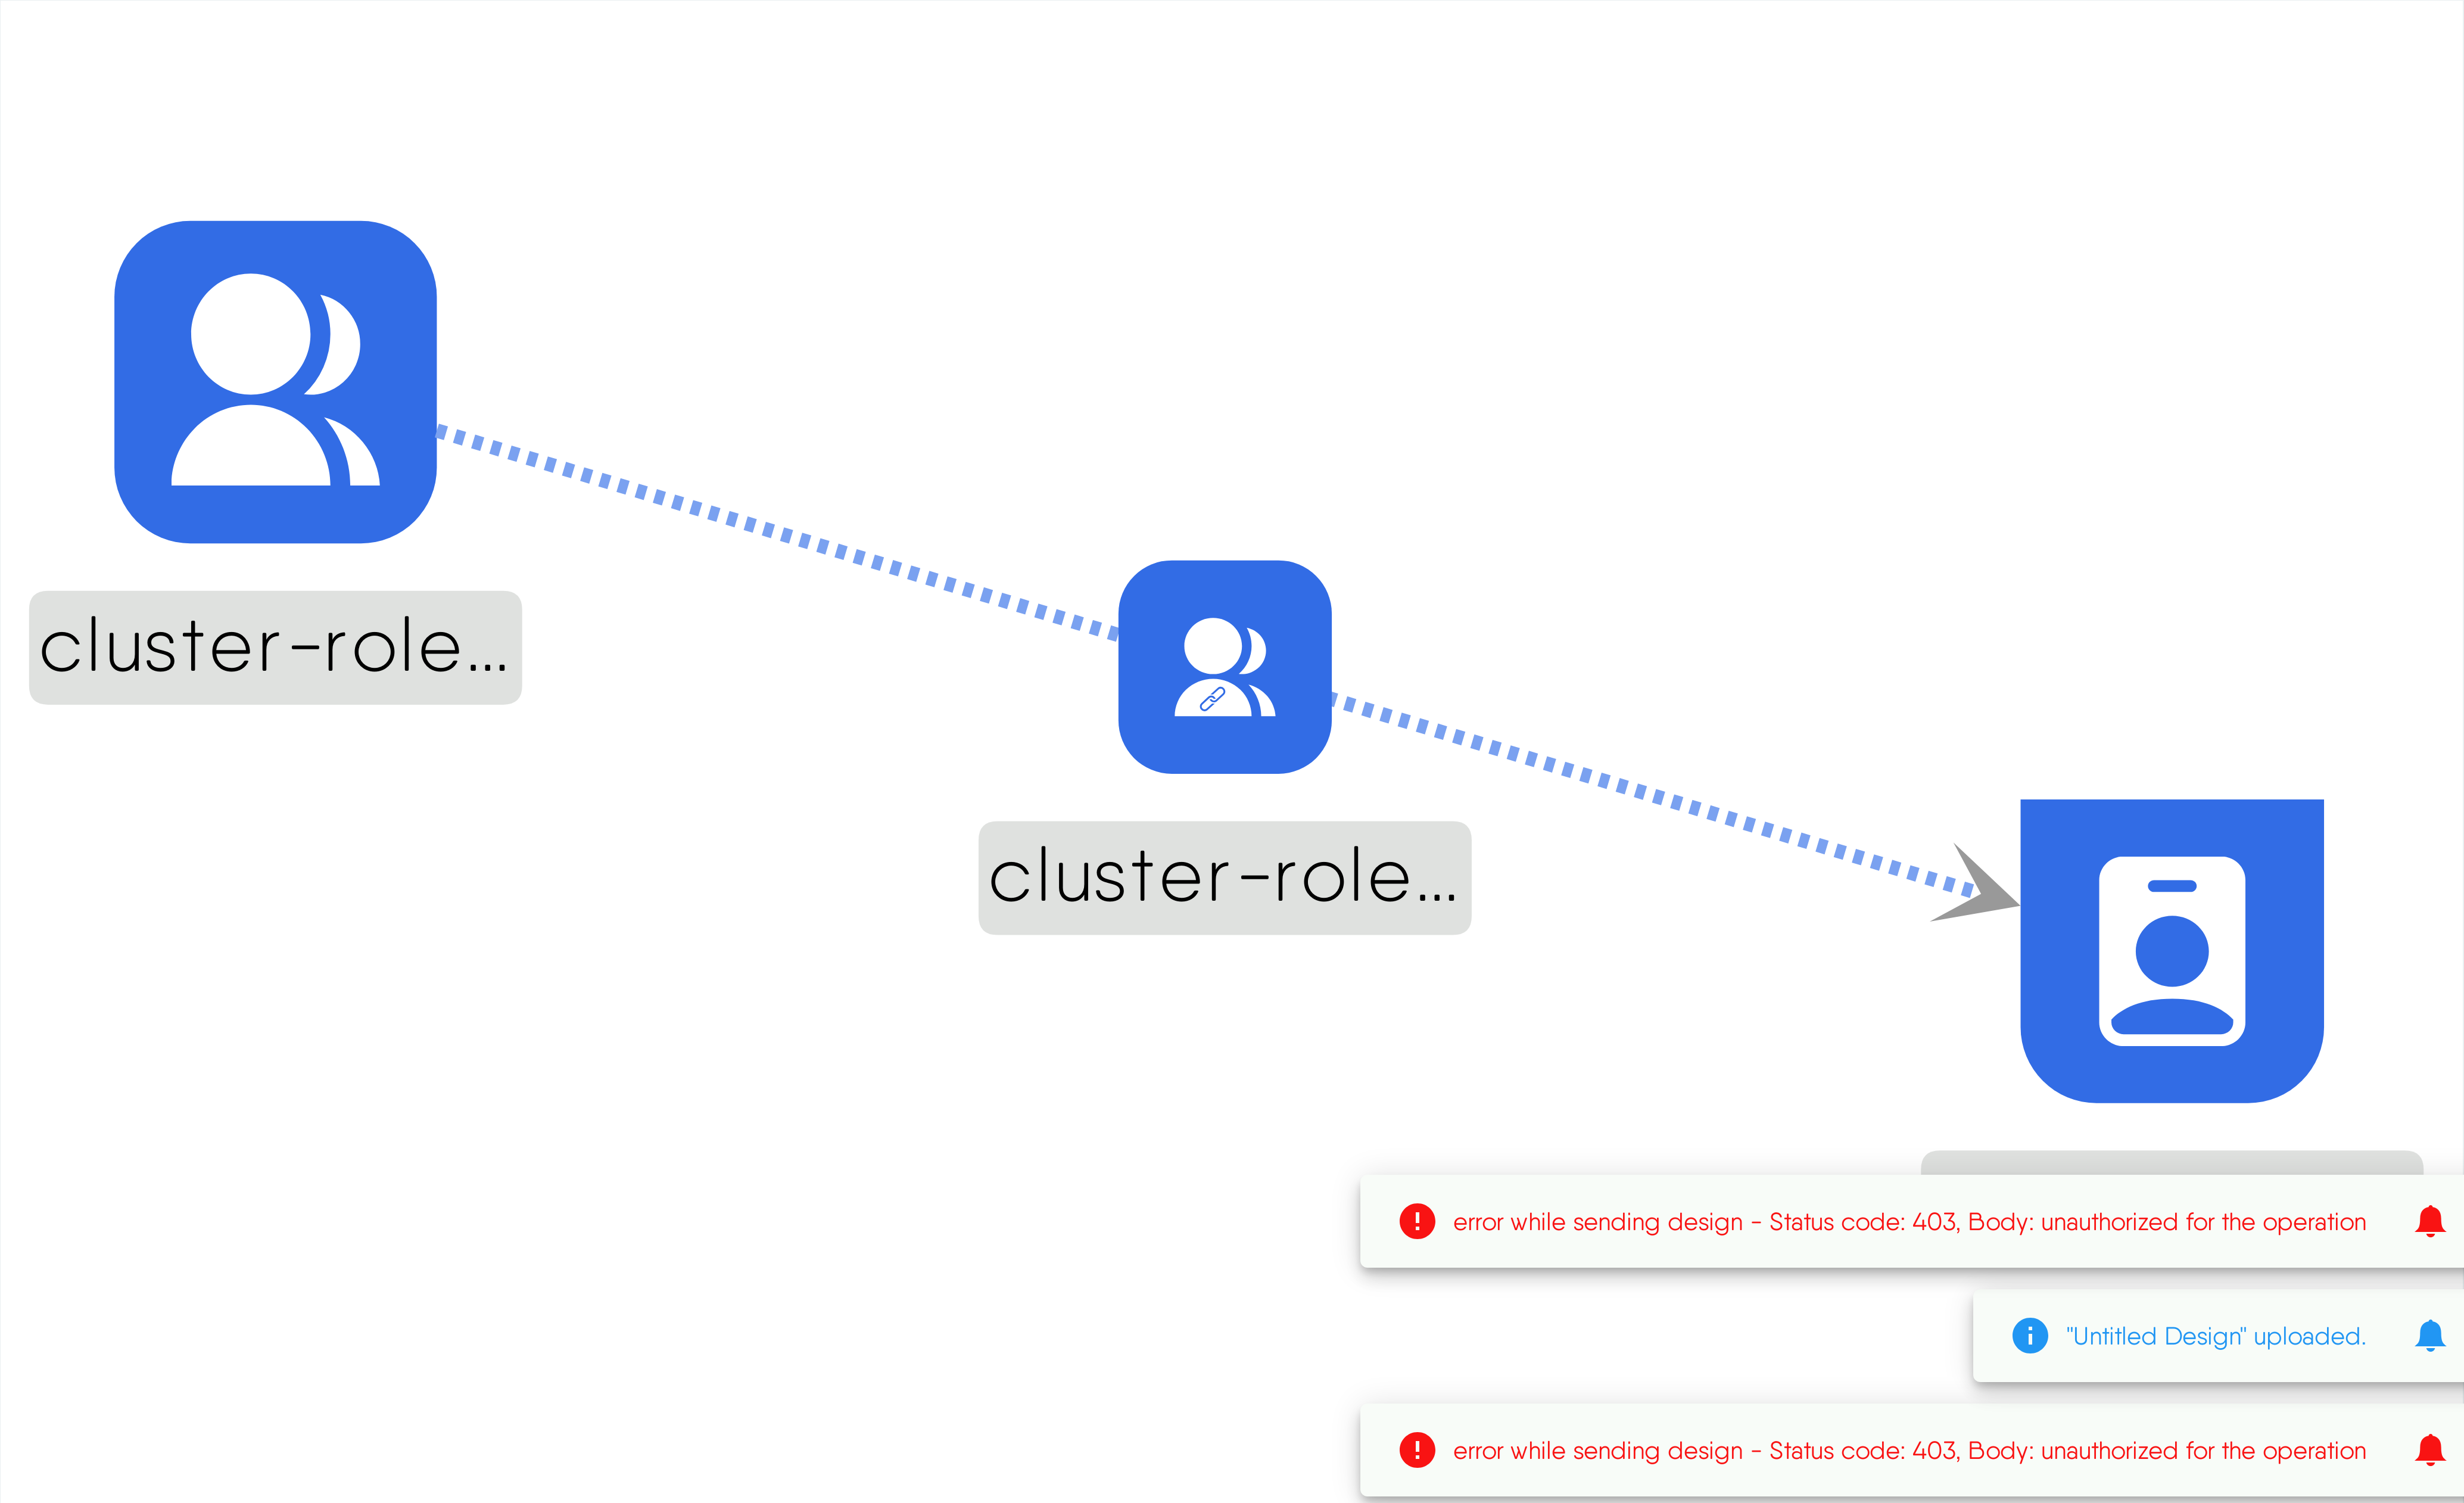 cluster-role...
cluster-role...
error while sending design - Status code: 403, Body: unauthorized for the operation
"Untitled Design" uploaded.
error while sending design - Status code: 403, Body: unauthorized for the operation